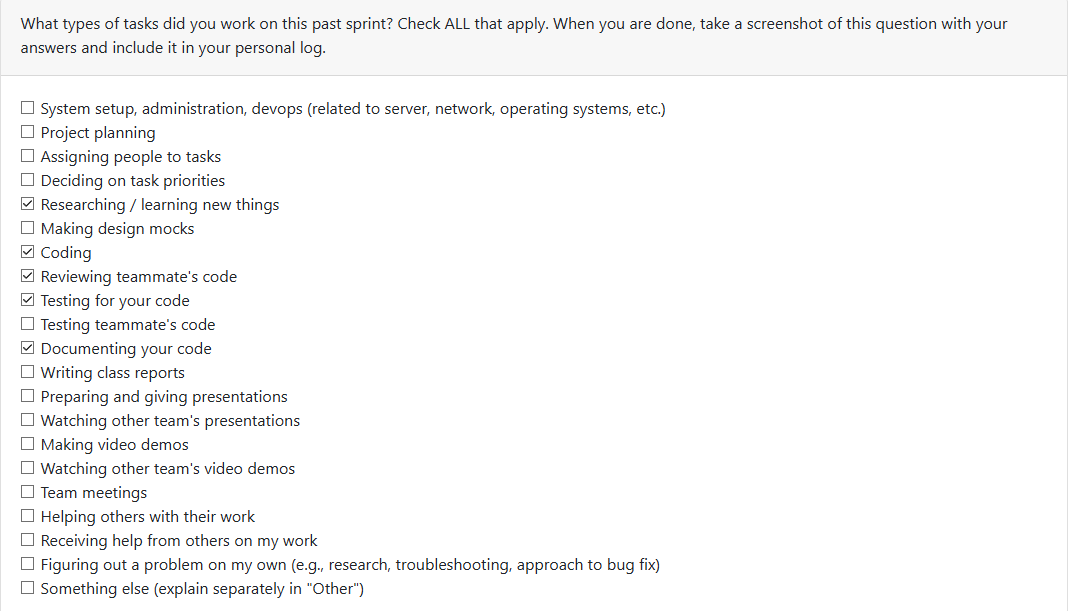 What types of tasks did you work on this past sprint? Check ALL that apply. When you are done, take a screenshot of this question with your
answers and include it in your personal log.
System setup, administration, devops (related to server, network, operating systems, etc.)
Project planning
Assigning people to tasks
Deciding on task priorities
Researching / learning new things
Making design mocks
Coding
Reviewing teammate's code
Testing for your code
Testing teammate's code
Documenting your code
Writing class reports
Preparing and giving presentations
Watching other team's presentations
Making video demos
Watching other team's video demos
Team meetings
Helping others with their work
Receiving help from others on my work
Figuring out a problem on my own (e.g., research, troubleshooting, approach to bug fix)
Something else (explain separately in "Other")